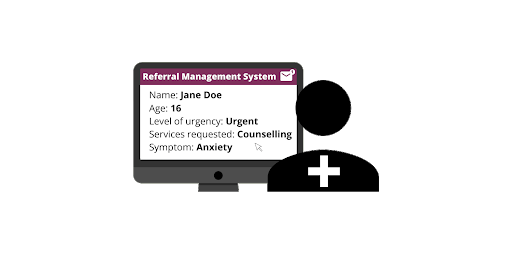 Referral Management System
Name: Jane Doe
Age: 16
Level of urgency: Urgent
Services requested: Counselling
Symptom: Anxiety